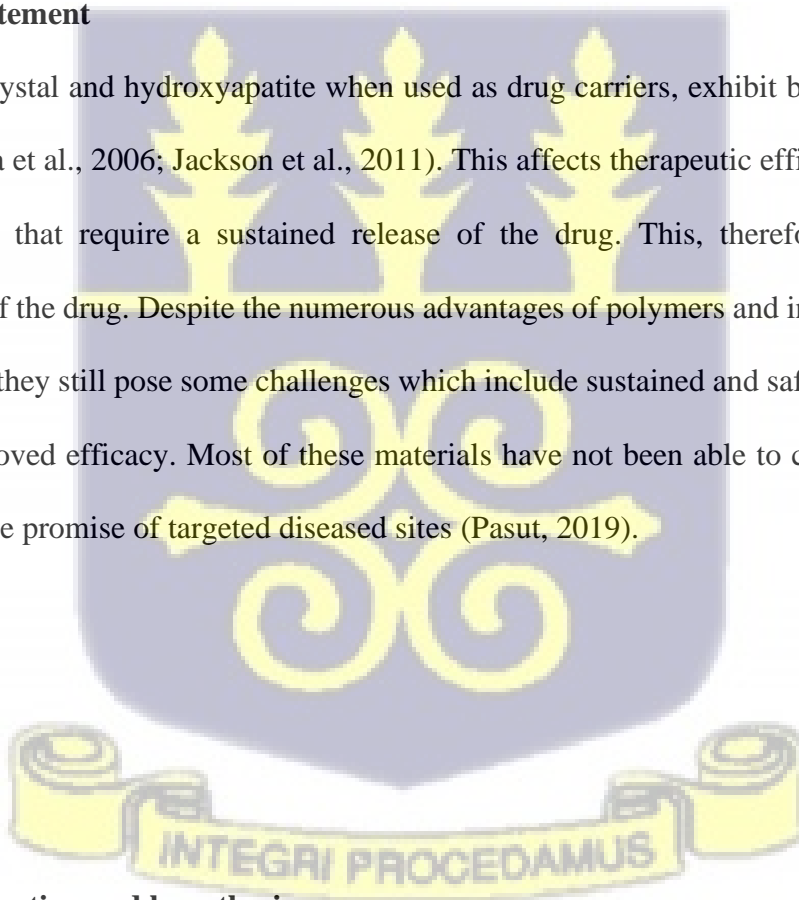 tement
ystal and hydroxyapatite when used as drug carriers, exhibit b
a et al., 2006; Jackson et al., 2011). This affects therapeutic effi
that require a sustained release of the drug. This, therefo
f the drug. Despite the numerous advantages of polymers and in
they still pose some challenges which include sustained and saf
oved efficacy. Most of these materials have not been able to c
e promise of targeted diseased sites (Pasut, 2019).
INTEGRI PROCEDAMUS